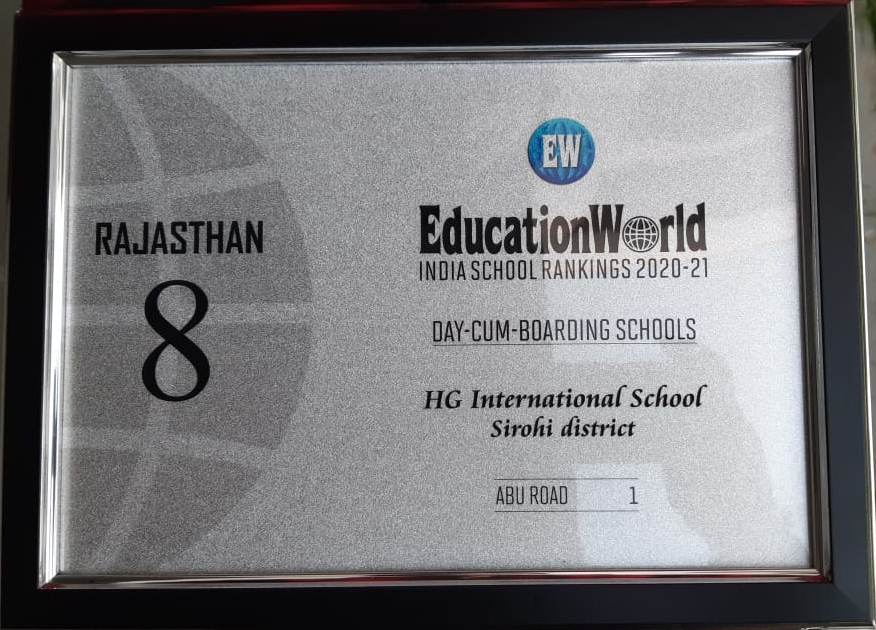 RAJASTHAN
8
EW
EducationWorld
INDIA SCHOOL RANKINGS 2020-21
DAY-CUM-BOARDING SCHOOLS
HG International School
Sirohi district
ABU ROAD 1